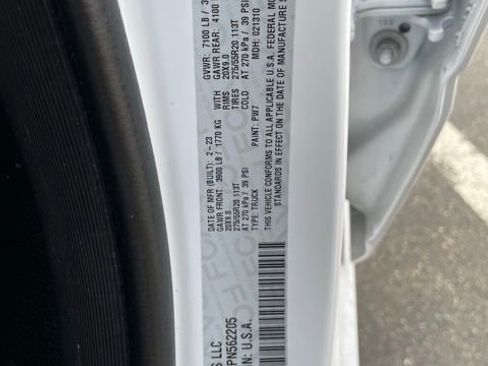 GVWR: 7100 LB / 3
GAWR REAR: 4100
WITH 20X9.0
RIMS 275/55R20 113T
TIRES AT 270 kPa / 39 PSI
COLD
MDH: 021310
PAINT: PW7
DATE OF MFR (BUILT): 2-23
GAWR FRONT: 3900 LB / 1770 KG
20X9.0
275/55R20 113T
AT 270 kPa / 39 PSI
TYPE: TRUCK
THIS VEHICLE CONFORMS TO ALL APPLICABLE U.S.A. FEDERAL MO
STANDARDS IN EFFECT ON THE DATE OF MANUFACTURE S
S LLC
PN562205
IN: U.S.A.